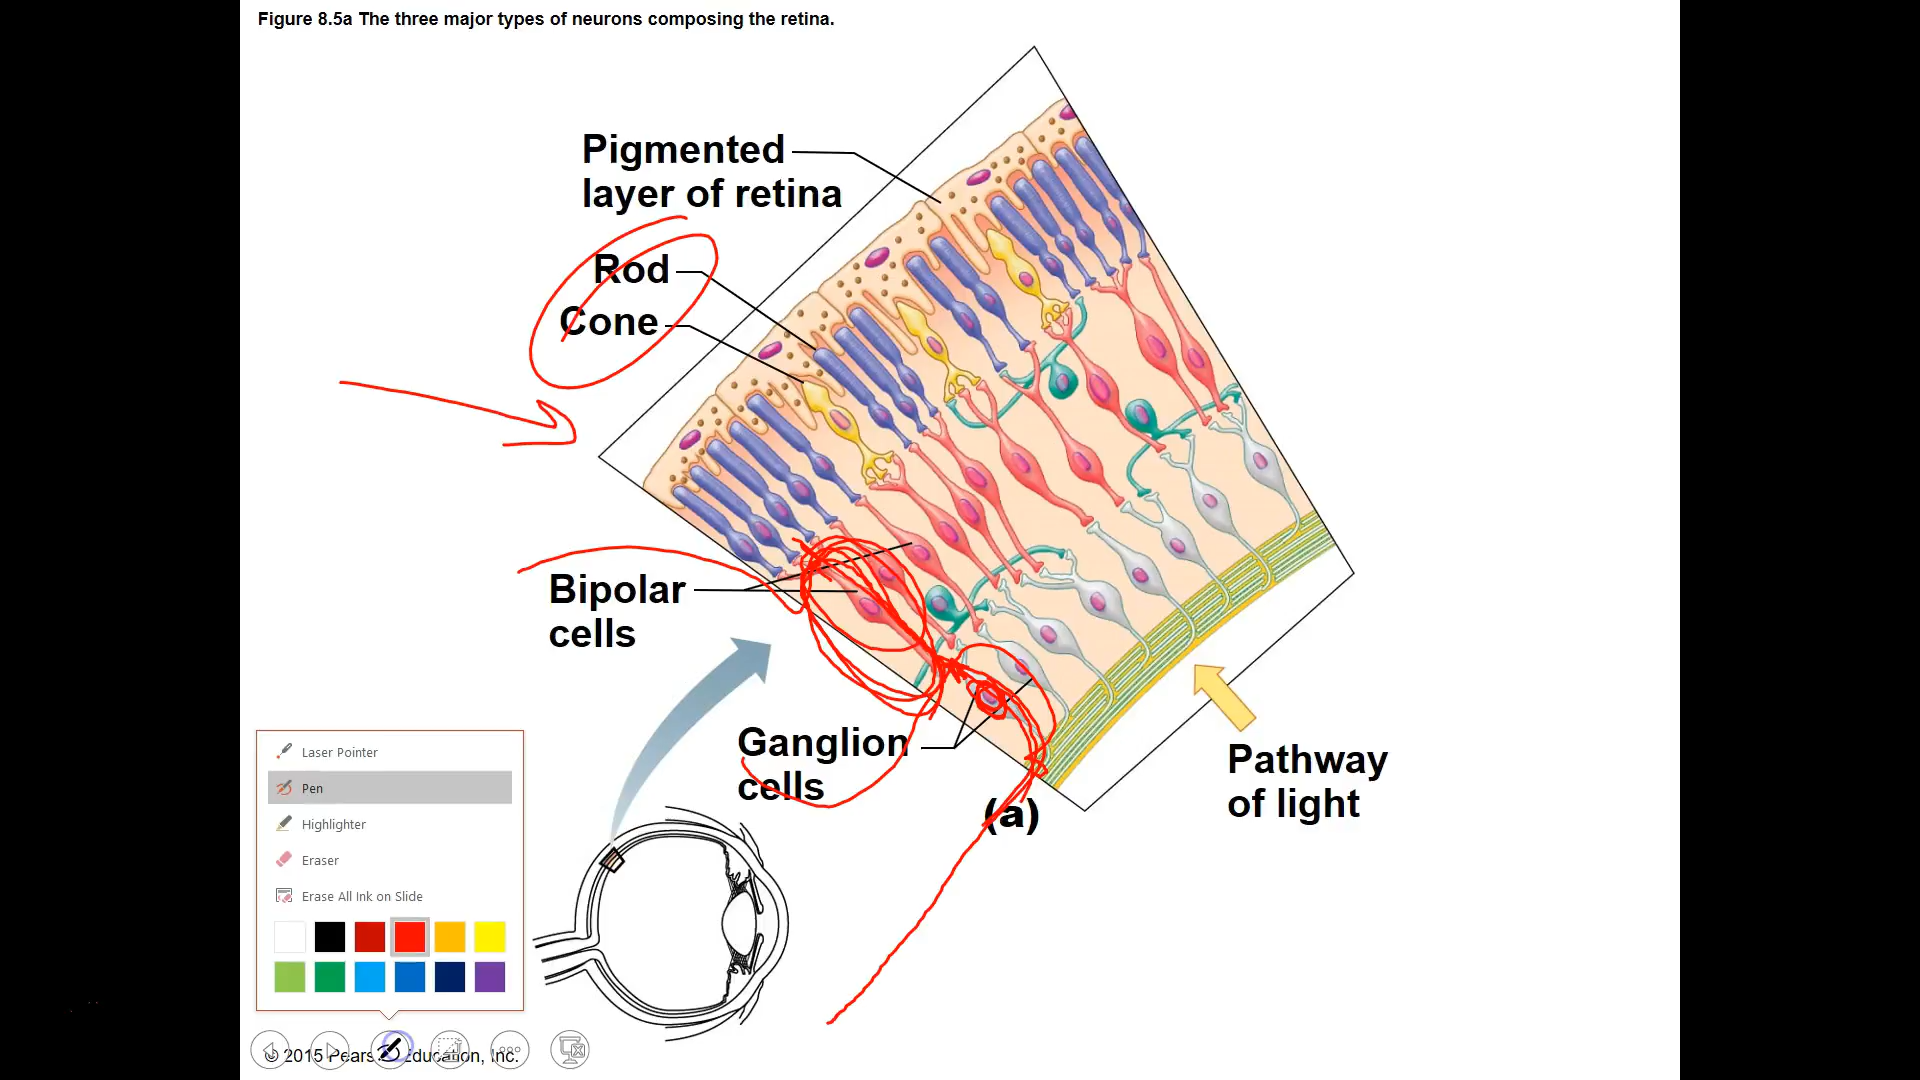 Figure 8.5a The three major types of neurons composing the retina.
Pigmented
layer of retina
Rod
Cone
Bipolar
cells
Ganglion
cells
(a)
Pathway
of light
Laser Pointer
Pen
Highlighter
Eraser
Erase All Ink on Slide
© 2015 Pears Education, Inc.